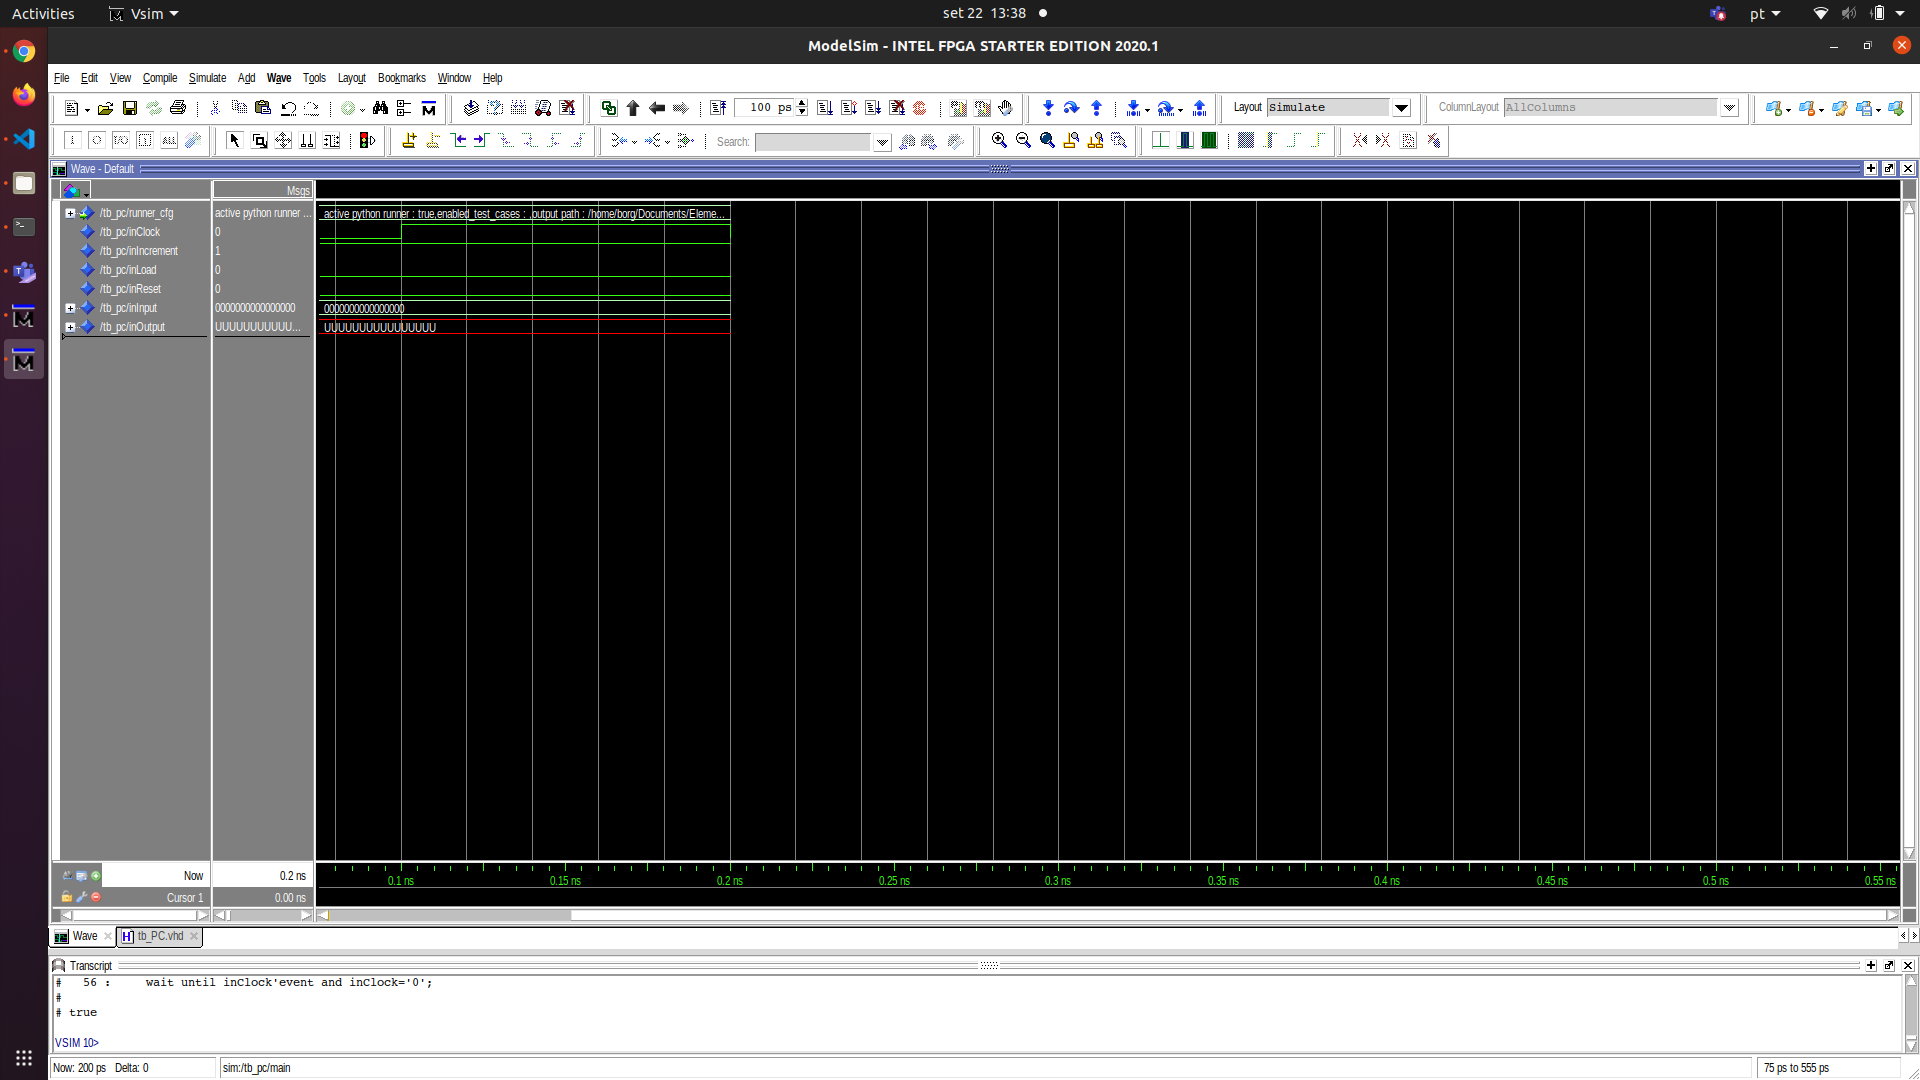 Activities Vsim set 22 13:38 pt
ModelSim - INTEL FPGA STARTER EDITION 2020.1
File Edit View Compile Simulate Add Wave Tools Layout Bookmarks Window Help
100 ps Layout Simulate ColumnLayout AllColumns
Search:
Wave - Default
Msgs
/tb_pc/runner_cfg active python runner ... active python runner : true,enabled_test_cases : ,output path : /home/borg/Documents/Eleme...
/tb_pc/inClock 0
/tb_pc/inIncrement 1
/tb_pc/inLoad 0
/tb_pc/inReset 0
/tb_pc/inInput 0000000000000000 0000000000000000
/tb_pc/inOutput UUUUUUUUUUU... UUUUUUUUUUUUUUUU
Now 0.2 ns 0.1 ns 0.15 ns 0.2 ns 0.25 ns 0.3 ns 0.35 ns 0.4 ns 0.45 ns 0.5 ns 0.55 ns
Cursor 1 0.00 ns
Wave tb_PC.vhd
Transcript
# 56 : wait until inClock'event and inClock='0';
#
# true
VSIM 10>
Now: 200 ps Delta: 0 sim:/tb_pc/main 75 ps to 555 ps